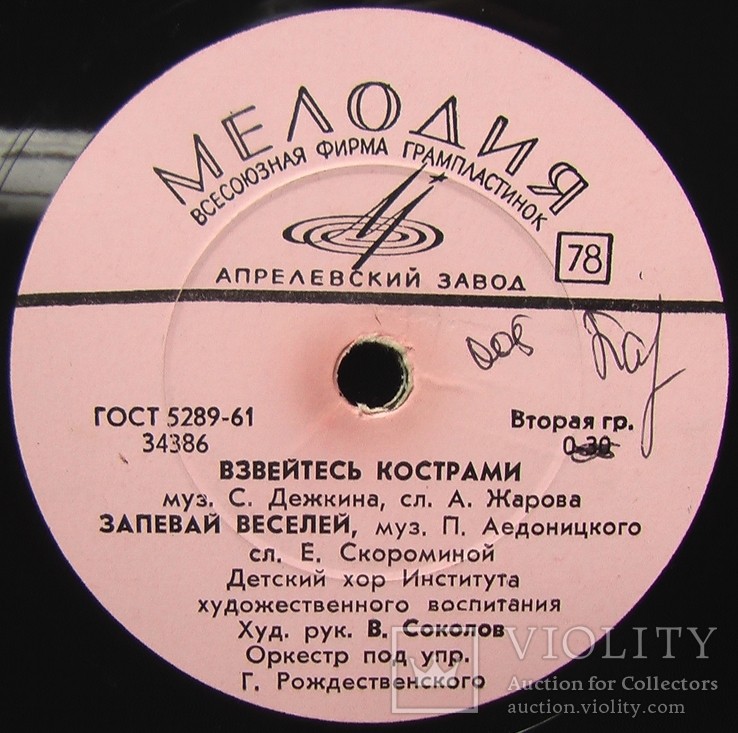 МЕЛОДИЯ
ВСЕСОЮЗНАЯ ФИРМА ГРАМПЛАСТИНОК
78
АПРЕЛЕВСКИЙ ЗАВОД
ГОСТ 5289-61
34386
Вторая гр.
0-30
ВЗВЕЙТЕСЬ КОСТРАМИ
муз. С. Дежкина, сл. А. Жарова
ЗАПЕВАЙ ВЕСЕЛЕЙ, муз. П. Аедоницкого
сл. Е. Скороминой
Детский хор Института
художественного воспитания
Худ. рук. В. Соколов
Оркестр под упр.
Г. Рождественского
VIOLITY
Auction for Collectors
auction.violity.com